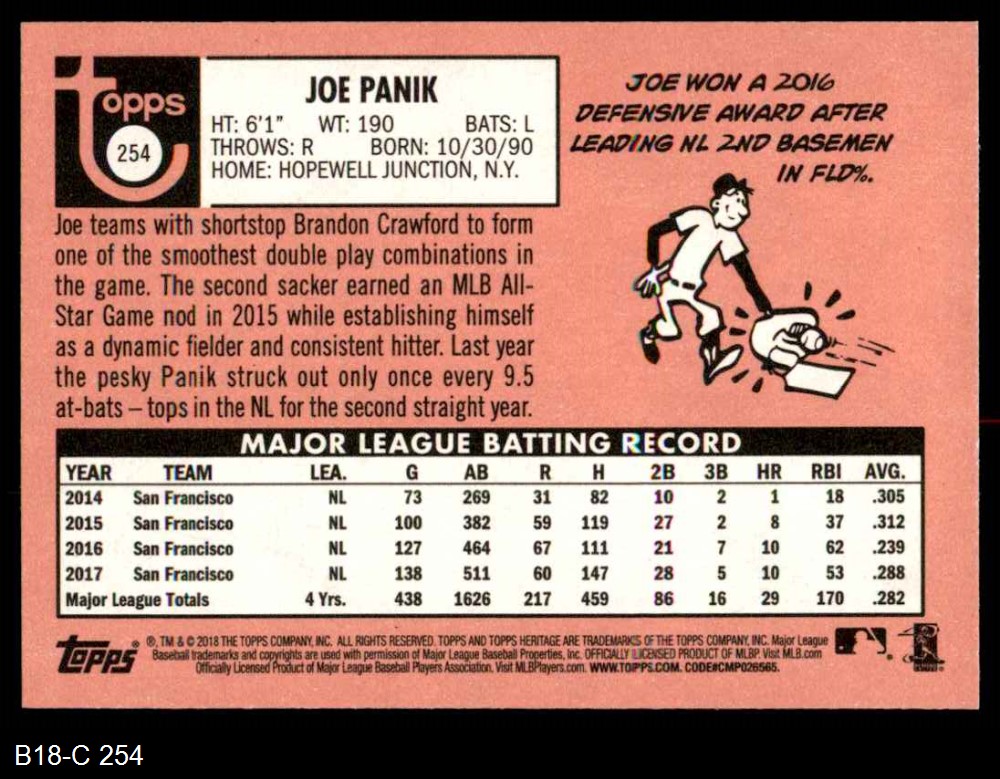 Topps
254
JOE PANIK
HT: 6'1" WT: 190 BATS: L
THROWS: R BORN: 10/30/90
HOME: HOPEWELL JUNCTION, N.Y.
JOE WON A 2016
DEFENSIVE AWARD AFTER
LEADING NL 2ND BASEMEN
IN FLD%.
Joe teams with shortstop Brandon Crawford to form
one of the smoothest double play combinations in
the game. The second sacker earned an MLB All-
Star Game nod in 2015 while establishing himself
as a dynamic fielder and consistent hitter. Last year
the pesky Panik struck out only once every 9.5
at-bats – tops in the NL for the second straight year.
MAJOR LEAGUE BATTING RECORD
YEAR TEAM LEA. G AB R H 2B 3B HR RBI AVG.
2014 San Francisco NL 73 269 31 82 10 2 1 18 .305
2015 San Francisco NL 100 382 59 119 27 2 8 37 .312
2016 San Francisco NL 127 464 67 111 21 7 10 62 .239
2017 San Francisco NL 138 511 60 147 28 5 10 53 .288
Major League Totals 4 Yrs. 438 1626 217 459 86 16 29 170 .282
Topps®
®, TM & © 2018 THE TOPPS COMPANY, INC. ALL RIGHTS RESERVED. TOPPS AND TOPPS HERITAGE ARE TRADEMARKS OF THE TOPPS COMPANY, INC. Major League
Baseball trademarks and copyrights are used with permission of Major League Baseball Properties, Inc. OFFICIALLY LICENSED PRODUCT OF MLBP. Visit MLB.com
Officially Licensed Product of Major League Baseball Players Association. Visit MLBPlayers.com. WWW.TOPPS.COM. CODE#CMP026565.
B18-C 254